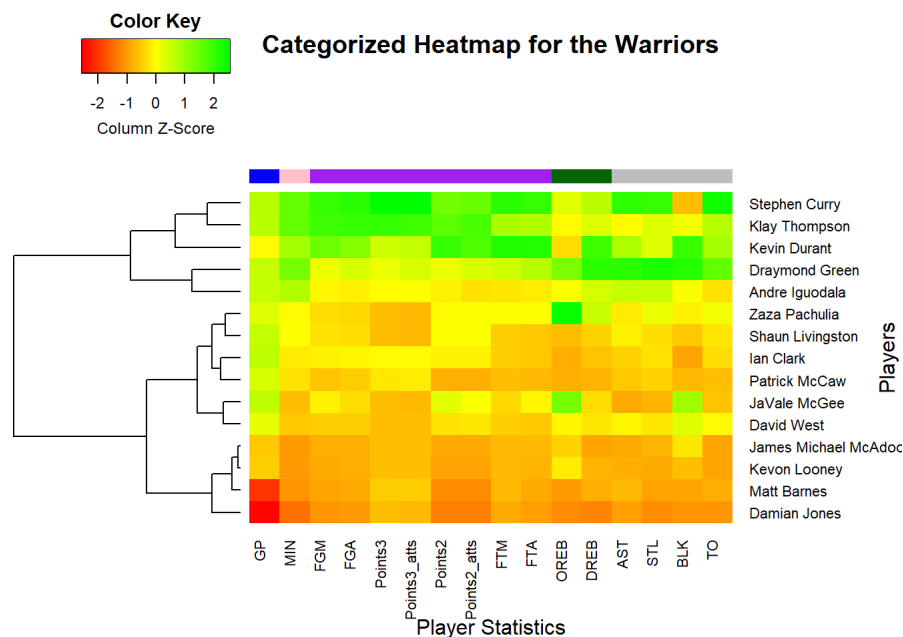 Color Key
-2 -1 0 1 2
Column Z-Score
Categorized Heatmap for the Warriors
Stephen Curry
Klay Thompson
Kevin Durant
Draymond Green
Andre Iguodala
Zaza Pachulia
Shaun Livingston
Ian Clark
Patrick McCaw
JaVale McGee
David West
James Michael McAdoo
Kevon Looney
Matt Barnes
Damian Jones
Players
GP
MIN
FGM
FGA
Points3
Points3_atts
Points2
Points2_atts
FTM
FTA
OREB
DREB
AST
STL
BLK
TO
Player Statistics